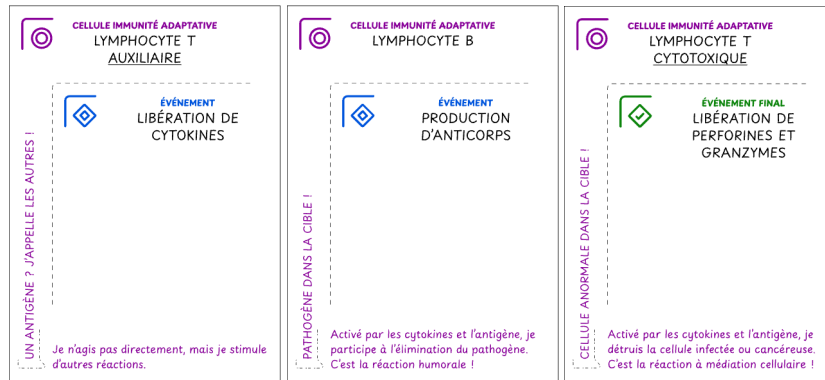 CELLULE IMMUNITÉ ADAPTATIVE
LYMPHOCYTE T
AUXILIAIRE
ÉVÉNEMENT
LIBÉRATION DE
CYTOKINES
UN ANTIGÈNE ? J'APPELLE LES AUTRES !
Je n'agis pas directement, mais je stimule
d'autres réactions.
CELLULE IMMUNITÉ ADAPTATIVE
LYMPHOCYTE B
ÉVÉNEMENT
PRODUCTION
D'ANTICORPS
PATHOGÈNE DANS LA CIBLE !
Activé par les cytokines et l'antigène, je
participe à l'élimination du pathogène.
C'est la réaction humorale !
CELLULE IMMUNITÉ ADAPTATIVE
LYMPHOCYTE T
CYTOTOXIQUE
ÉVÉNEMENT FINAL
LIBÉRATION DE
PERFORINES ET
GRANZYMES
CELLULE ANORMALE DANS LA CIBLE !
Activé par les cytokines et l'antigène, je
détruis la cellule infectée ou cancéreuse.
C'est la réaction à médiation cellulaire !